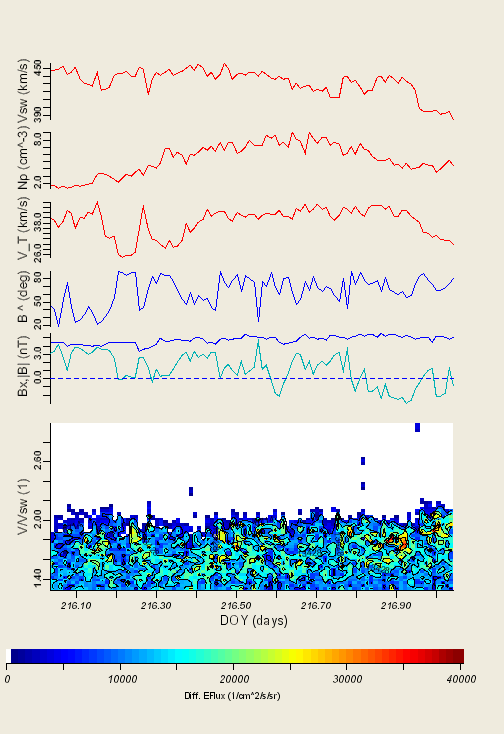 Vsw (km/s)
450
390
Np (cm^-3)
8.0
2.0
V_T (km/s)
38.0
26.0
B ^ (deg)
80
50
20
Bx,|B| (nT)
3.0
0.0
V/Vsw (1)
2.60
2.00
1.40
216.10 216.30 216.50 216.70 216.90
DOY (days)
0 10000 20000 30000 40000
Diff. EFlux (1/cm^2/s/sr)